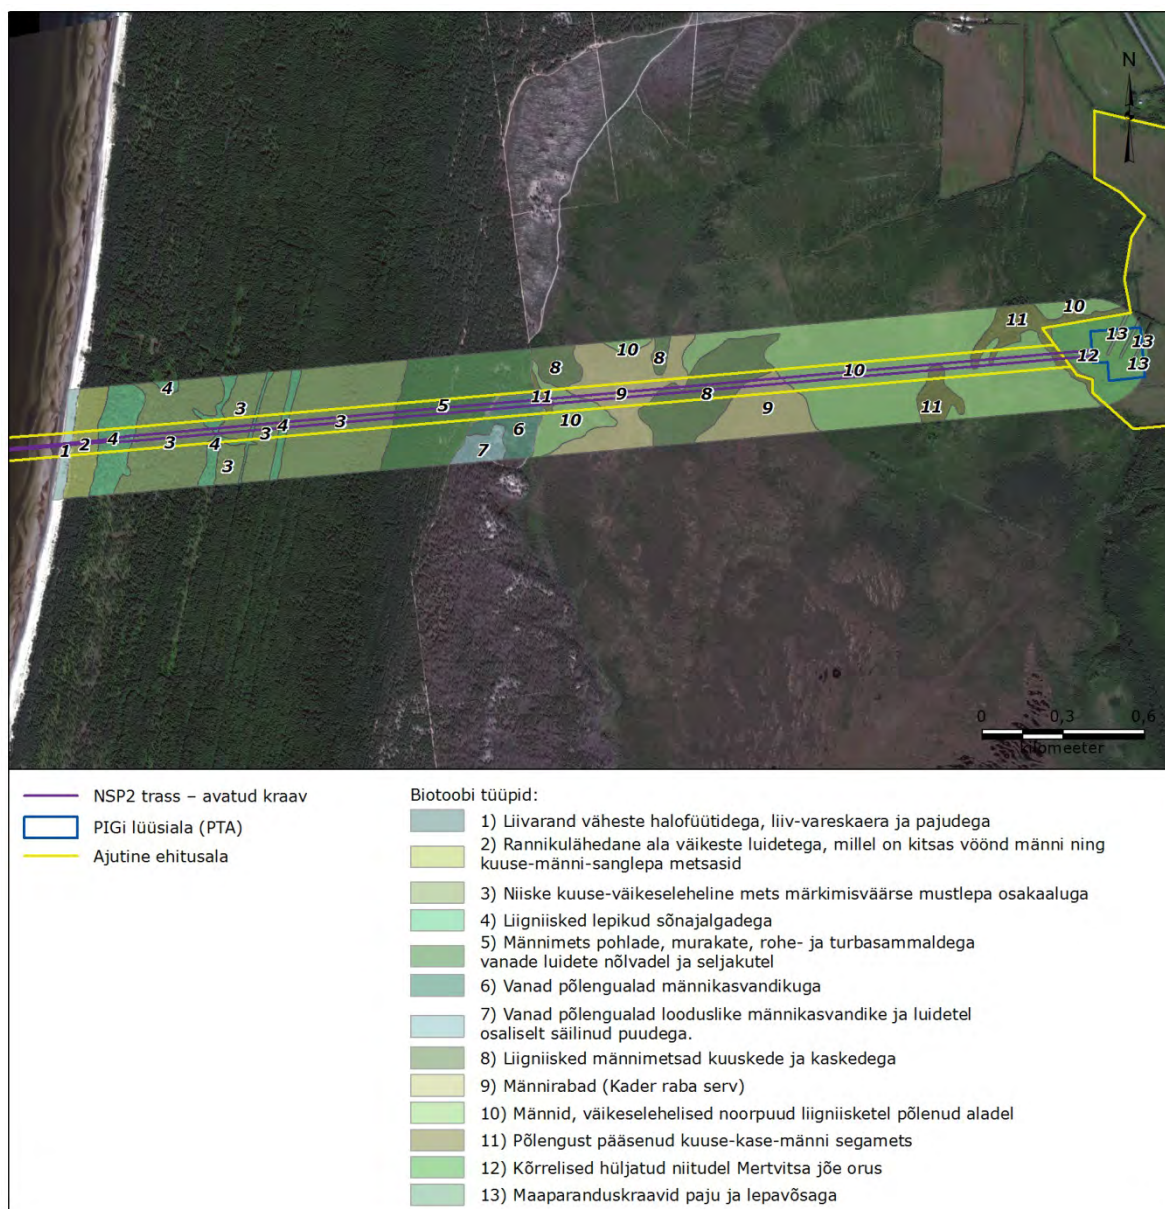 N
10
11
13
13
12
13
10
8
8
10
4
11
9
8
9
11
3
5
10
4
3
6
1
2
4
3
4
3
7
3
0
0,3
0,6
kilomeeter
NSP2 trass – avatud kraav
PIGi lüüsiala (PTA)
Ajutine ehitusala
Biotoobi tüüpid:
1) Liivarand väheste halofüütidega, liiv-vareskaera ja pajudega
2) Rannikulähedane ala väikeste luidetega, millel on kitsas vöönd männi ning
kuuse-männi-sanglepa metsasid
3) Niiske kuuse-väikeseleheline mets märkimisväärse mustlepa osakaaluga
4) Liigniisked lepikud sõnajalgadega
5) Männimets pohlade, murakate, rohe- ja turbasammaldega
vanade luidete nõlvadel ja seljakutel
6) Vanad põlengualad männikasvandikuga
7) Vanad põlengualad looduslike männikasvandike ja luidetel
osaliselt säilinud puudega.
8) Liigniisked männimetsad kuuskede ja kaskedega
9) Männirabad (Kader raba serv)
10) Männid, väikeselehelised noorpuud liigniisketel põlenud aladel
11) Põlengust pääsenud kuuse-kase-männi segamets
12) Kõrrelised hüljatud niitudel Mertvitsa jõe orus
13) Maaparanduskraavid paju ja lepavõsaga